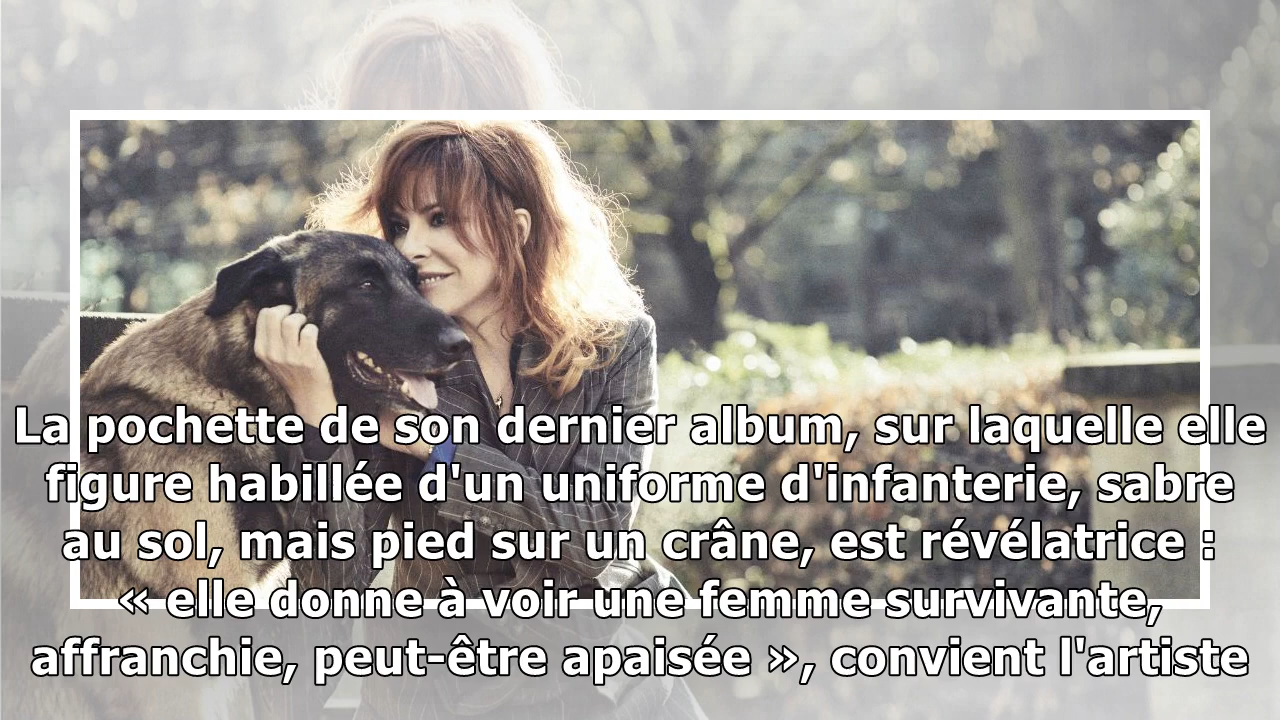 La pochette de son dernier album, sur laquelle elle
figure habillée d'un uniforme d'infanterie, sabre
au sol, mais pied sur un crâne, est révélatrice :
« elle donne à voir une femme survivante,
affranchie, peut-être apaisée », convient l'artiste